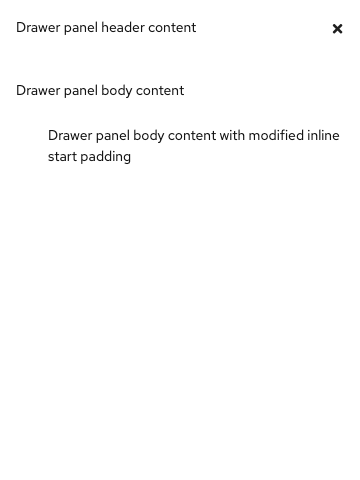 Drawer panel header content
Drawer panel body content
Drawer panel body content with modified inline
start padding